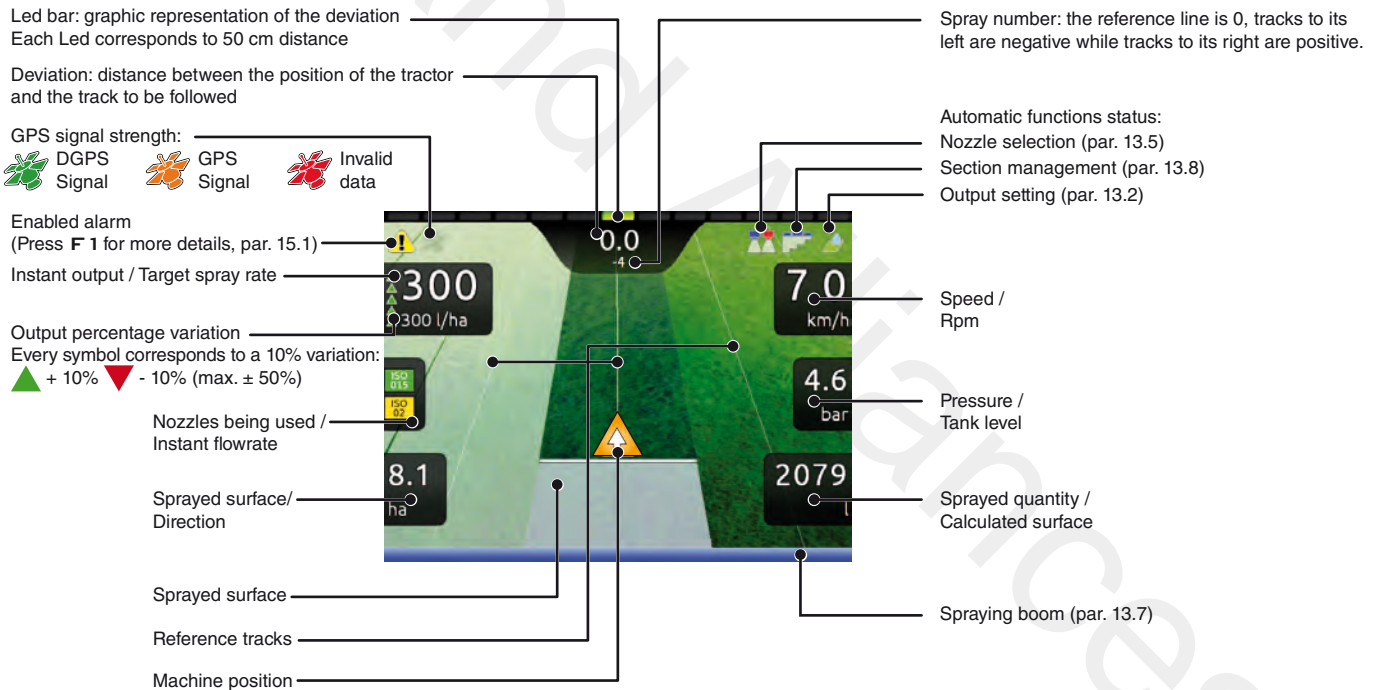 Led bar: graphic representation of the deviation
Each Led corresponds to 50 cm distance
Deviation: distance between the position of the tractor
and the track to be followed
GPS signal strength:
DGPS
Signal
GPS
Signal
Invalid
data
Enabled alarm
(Press F1 for more details, par. 15.1)
Instant output / Target spray rate
Output percentage variation
Every symbol corresponds to a 10% variation:
+ 10%
- 10% (max. ± 50%)
Nozzles being used /
Instant flowrate
Sprayed surface/
Direction
Sprayed surface
Reference tracks
Machine position
0.0
-4
300
300 l/ha
ISO
015
ISO
02
8.1
ha
7.0
km/h
4.6
bar
2079
l
Spray number: the reference line is 0, tracks to its
left are negative while tracks to its right are positive.
Automatic functions status:
Nozzle selection (par. 13.5)
Section management (par. 13.8)
Output setting (par. 13.2)
Speed /
Rpm
Pressure /
Tank level
Sprayed quantity /
Calculated surface
Spraying boom (par. 13.7)